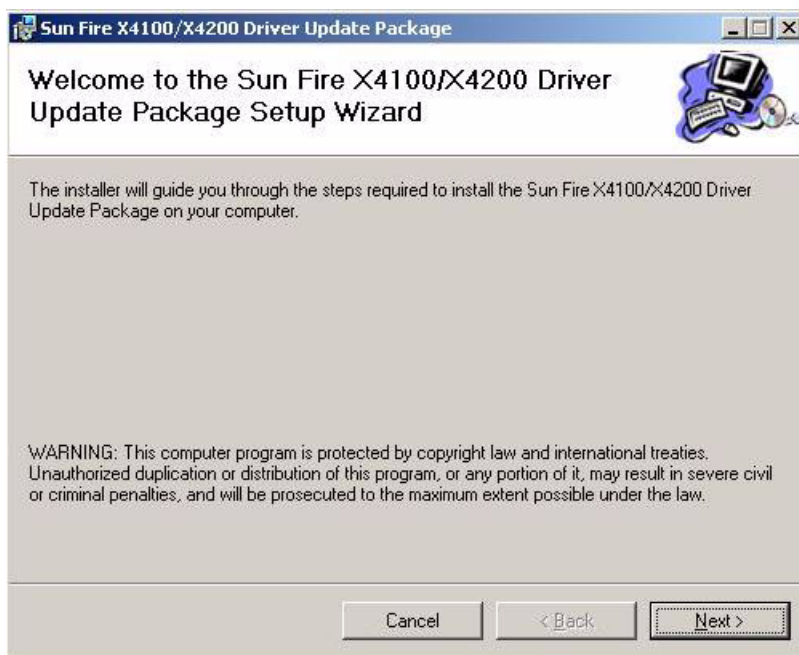 Sun Fire X4100/X4200 Driver Update Package
Welcome to the Sun Fire X4100/X4200 Driver
Update Package Setup Wizard
The installer will guide you through the steps required to install the Sun Fire X4100/X4200 Driver
Update Package on your computer.
WARNING: This computer program is protected by copyright law and international treaties.
Unauthorized duplication or distribution of this program, or any portion of it, may result in severe civil
or criminal penalties, and will be prosecuted to the maximum extent possible under the law.
Cancel
< Back
Next >